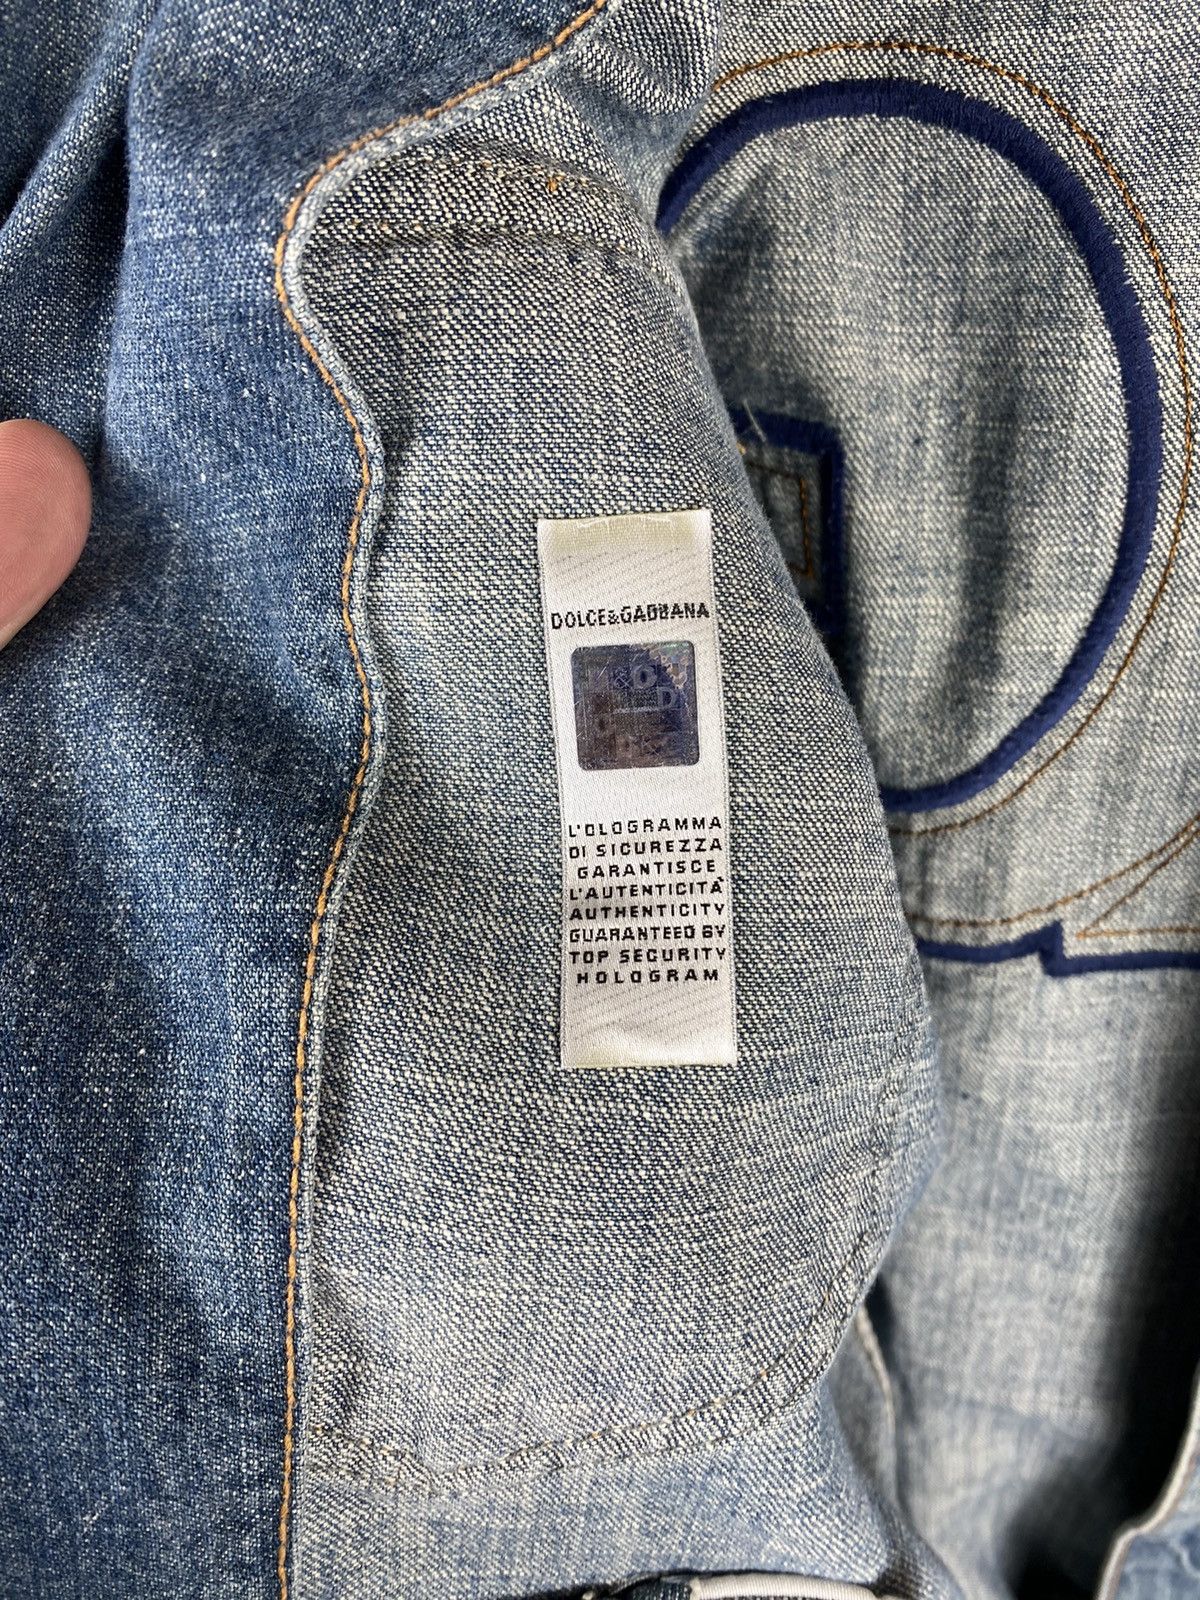 DOLCE&GABBANA
L'OLOGRAMMA
DI SICUREZZA
GARANTISCE
L'AUTENTICITÀ
AUTHENTICITY
GUARANTEED BY
TOP SECURITY
HOLOGRAM